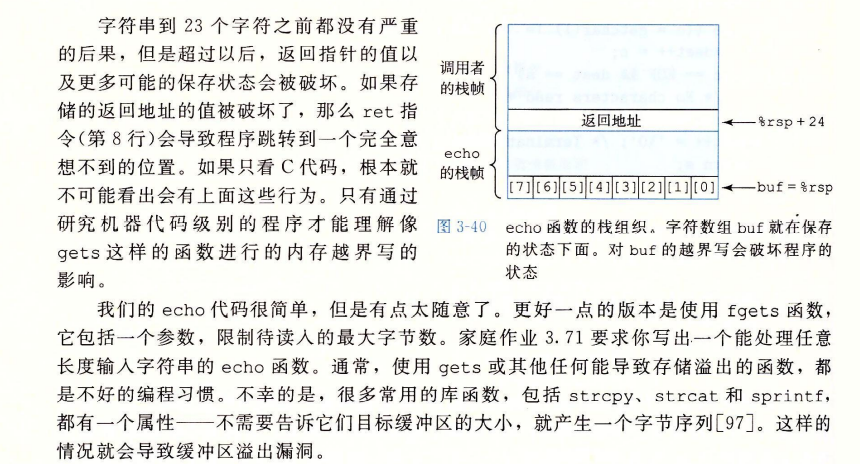 字符串到 23 个字符之前都没有严重
的后果，但是超过以后，返回指针的值以
及更多可能的保存状态会被破坏。如果存
储的返回地址的值被破坏了，那么 ret 指
令(第 8 行)会导致程序跳转到一个完全意
想不到的位置。如果只看 C 代码，根本就
不可能看出会有上面这些行为。只有通过
研究机器代码级别的程序才能理解像
gets 这样的函数进行的内存越界写的
影响。
调用者
的栈帧
返回地址
%rsp + 24
echo
的栈帧
[7][6][5][4][3][2][1][0]
buf = %rsp
图 3-40 echo 函数的栈组织。字符数组 buf 就在保存
的状态下面。对 buf 的越界写会破坏程序的
状态
我们的 echo 代码很简单，但是有点太随意了。更好一点的版本是使用 fgets 函数，
它包括一个参数，限制待读入的最大字节数。家庭作业 3.71 要求你写出一个能处理任意
长度输入字符串的 echo 函数。通常，使用 gets 或其他任何能导致存储溢出的函数，都
是不好的编程习惯。不幸的是，很多常用的库函数，包括 strcpy、strcat 和 sprintf，
都有一个属性——不需要告诉它们目标缓冲区的大小，就产生一个字节序列[97]。这样的
情况就会导致缓冲区溢出漏洞。